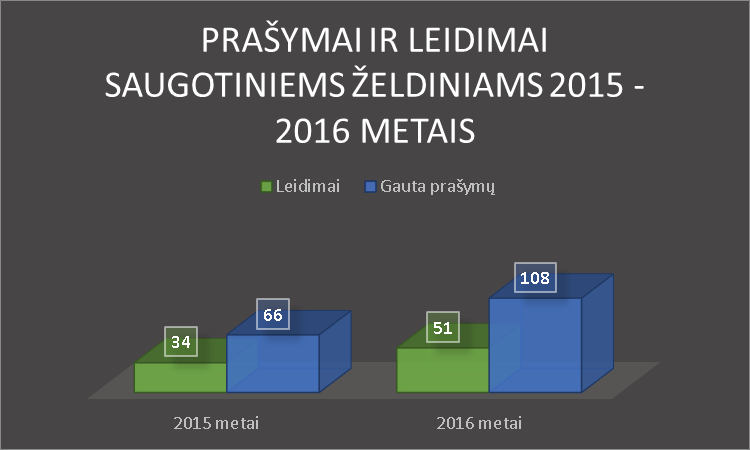 PRAŠYMAI IR LEIDIMAI
SAUGOTINIEMS ŽELDINIAMS 2015 -
2016 METAIS
Leidimai Gauta prašymų
34 66 51 108
2015 metai 2016 metai